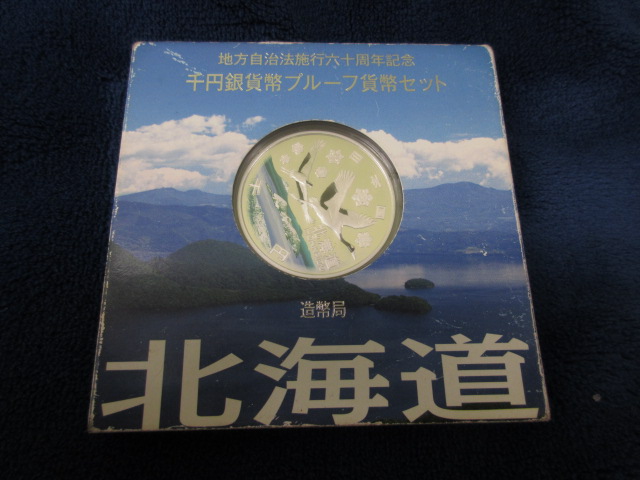 地方自治法施行六十周年記念
千円銀貨幣プルーフ貨幣セット
造幣局
北海道